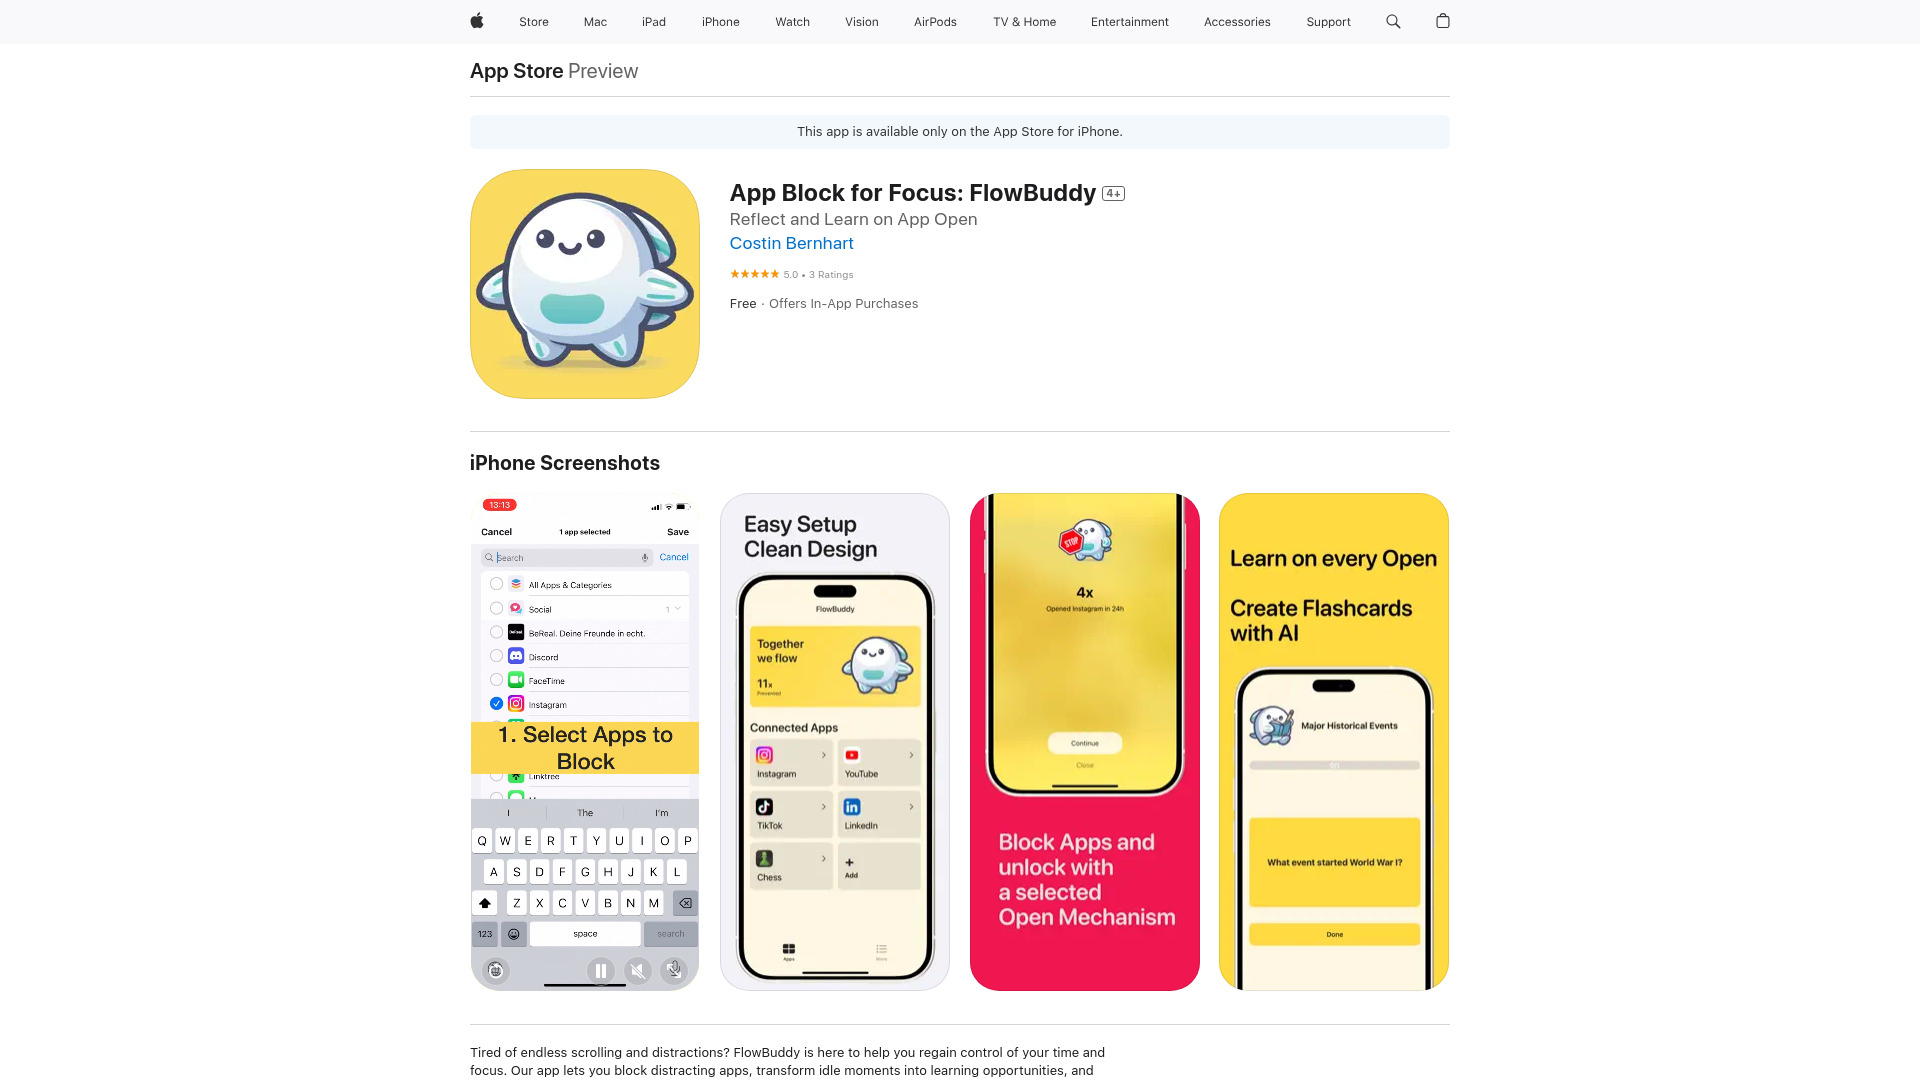 Store
Mac
iPad
iPhone
Watch
Vision
AirPods
TV & Home
Entertainment
Accessories
Support
App Store Preview
This app is available only on the App Store for iPhone.
App Block for Focus: FlowBuddy 4+
Reflect and Learn on App Open
Costin Bernhart
★★★★★ 5.0 • 3 Ratings
Free · Offers In-App Purchases
iPhone Screenshots
13:13
Cancel
1 app selected
Save
Search
Cancel
All Apps & Categories
Social
1
BeReal. Deine Freunde in echt.
Discord
FaceTime
Instagram
1. Select Apps to
Block
Linktree
I
The
I'm
Q W E R T Y U I O P
A S D F G H J K L
Z X C V B N M
123
space
search
Easy Setup
Clean Design
FlowBuddy
Together
we flow
11x
Prevented
Connected Apps
Instagram
YouTube
TikTok
LinkedIn
Chess
Add
Apps
More
STOP
4x
Opened Instagram in 24h
Continue
Close
Block Apps and
unlock with
a selected
Open Mechanism
Learn on every Open
Create Flashcards
with AI
Major Historical Events
What event started World War I?
Done
Tired of endless scrolling and distractions? FlowBuddy is here to help you regain control of your time and
focus. Our app lets you block distracting apps, transform idle moments into learning opportunities, and